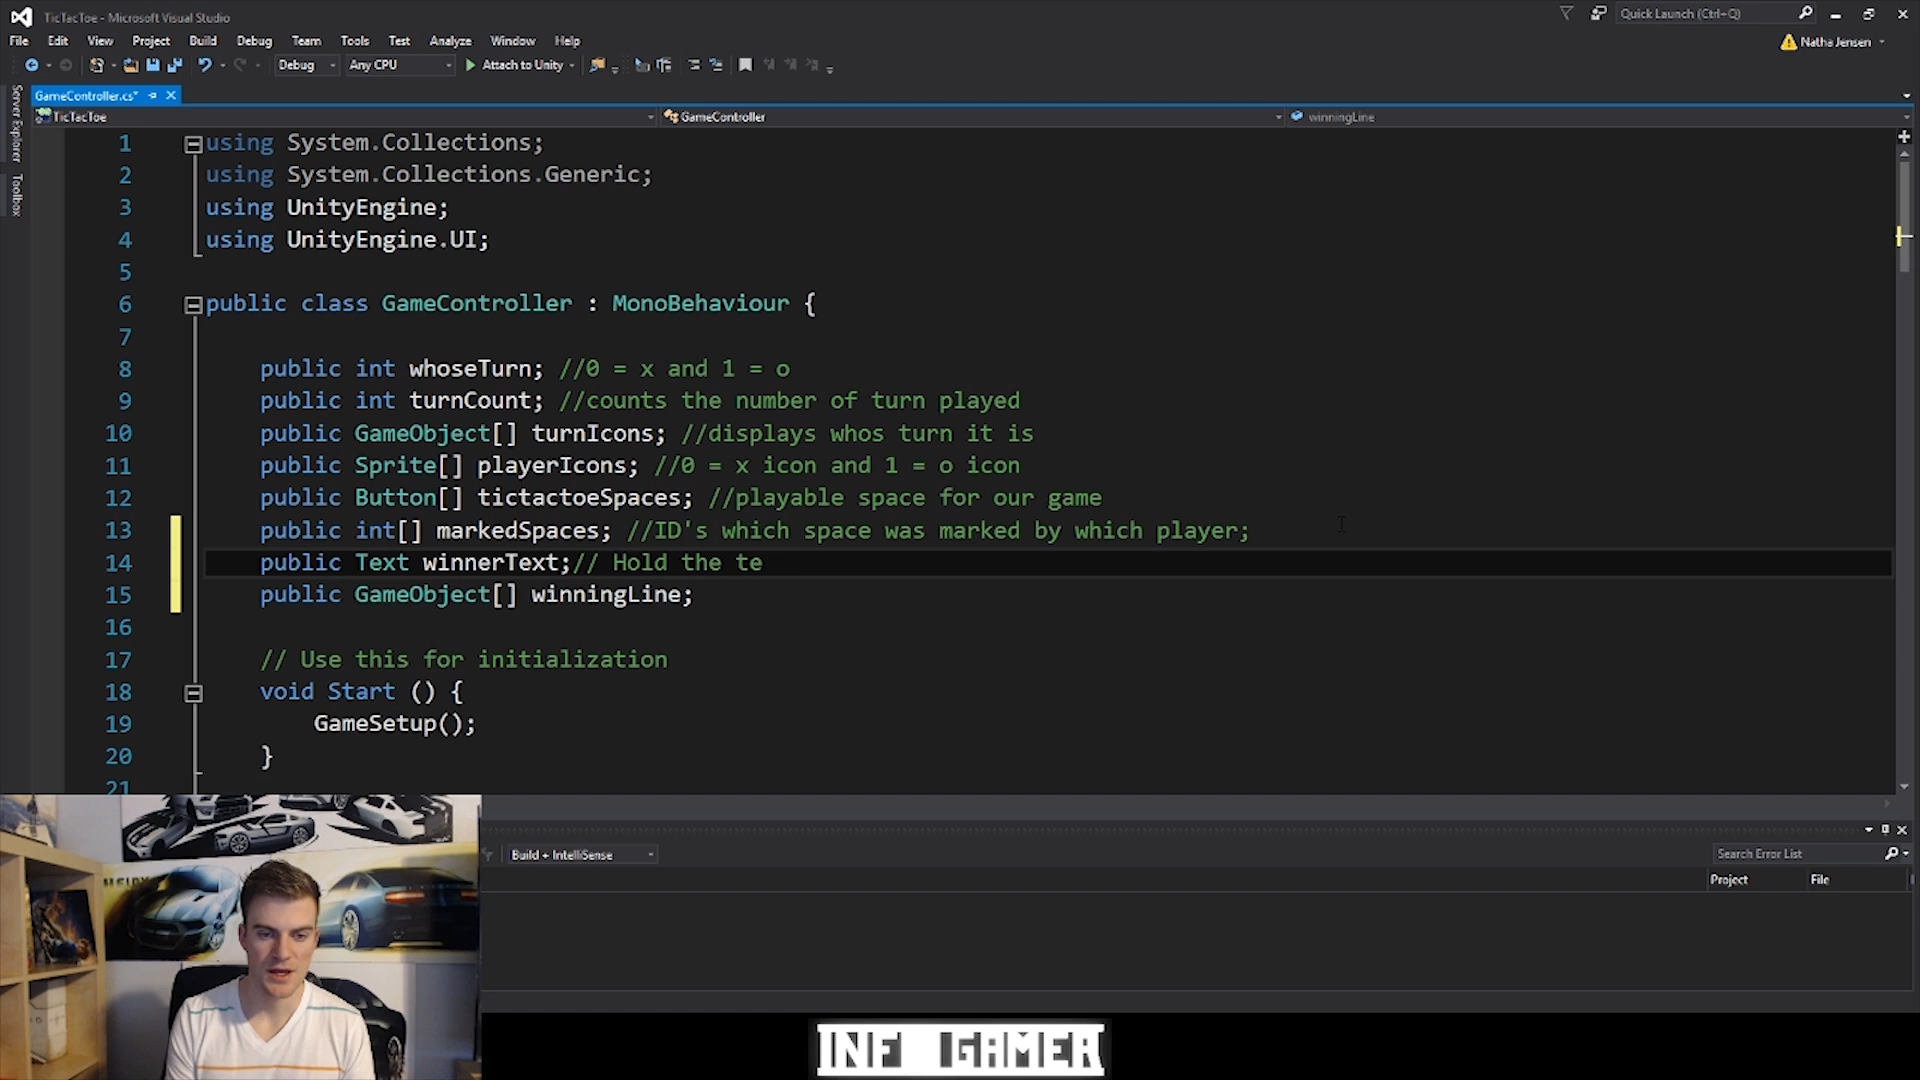 TicTacToe - Microsoft Visual Studio
Quick Launch (Ctrl+Q)
File Edit View Project Build Debug Team Tools Test Analyze Window Help
Natha Jensen
Debug Any CPU Attach to Unity
Server Explorer
Toolbox
GameController.cs*
TicTacToe GameController winningLine
1 using System.Collections;
2 using System.Collections.Generic;
3 using UnityEngine;
4 using UnityEngine.UI;
5
6 public class GameController : MonoBehaviour {
7
8 public int whoseTurn; //0 = x and 1 = o
9 public int turnCount; //counts the number of turn played
10 public GameObject[] turnIcons; //displays whos turn it is
11 public Sprite[] playerIcons; //0 = x icon and 1 = o icon
12 public Button[] tictactoeSpaces; //playable space for our game
13 public int[] markedSpaces; //ID's which space was marked by which player;
14 public Text winnerText;// Hold the te
15 public GameObject[] winningLine;
16
17 // Use this for initialization
18 void Start () {
19 GameSetup();
20 }
21
Build + IntelliSense
Search Error List
Project File
INF GAMER